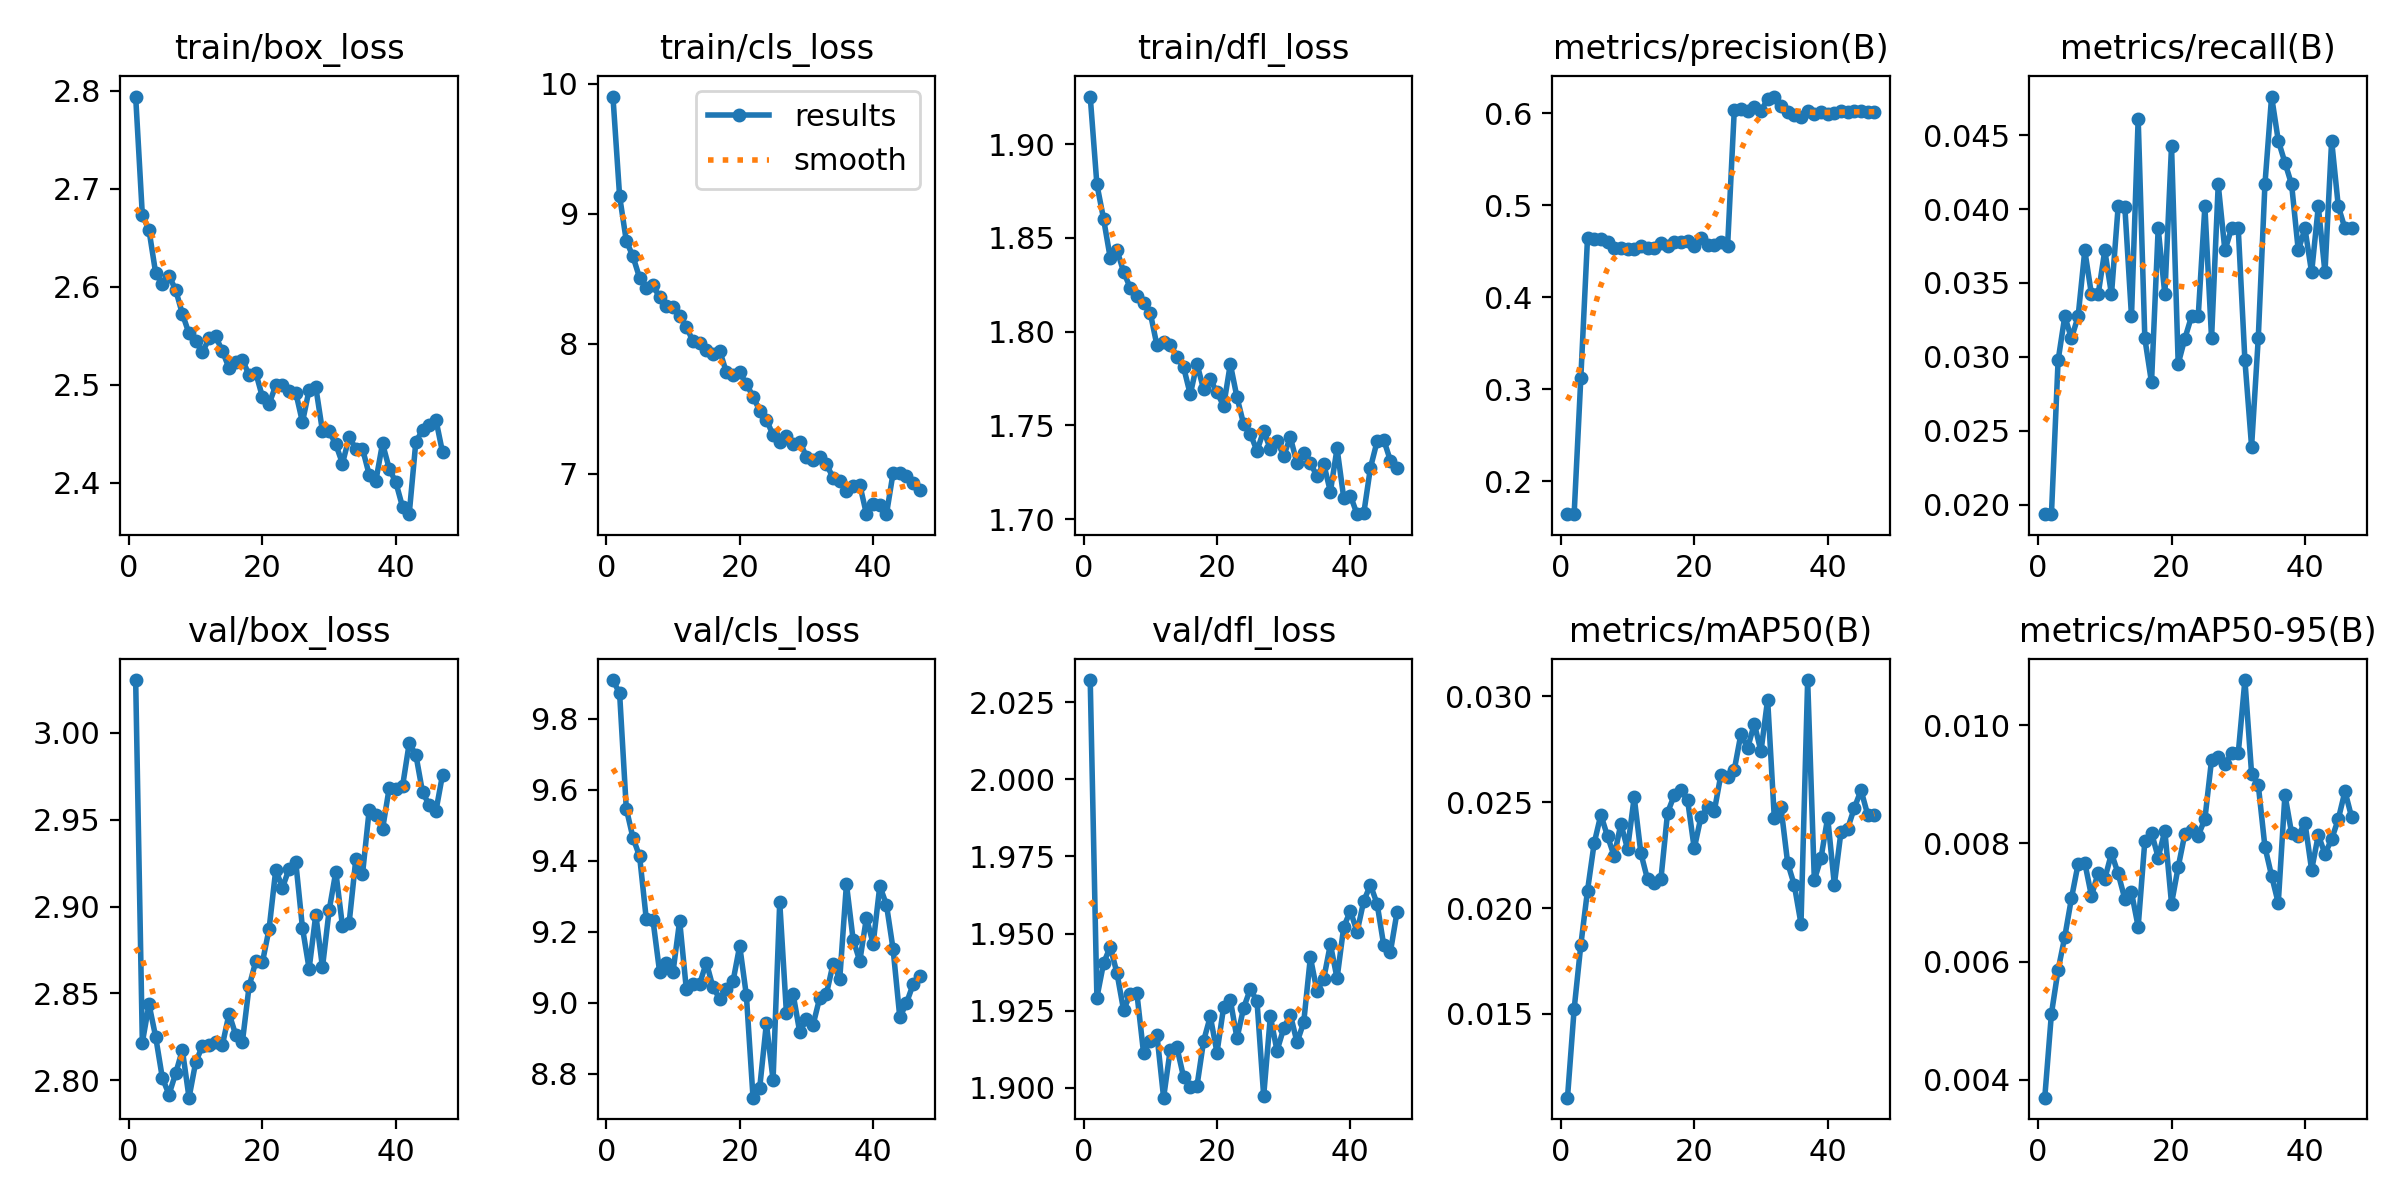 train/box_loss
train/cls_loss
train/dfl_loss
metrics/precision(B)
metrics/recall(B)
2.8
2.7
2.6
2.5
2.4
0 20 40
10
9
8
7
results
smooth
0 20 40
1.90
1.85
1.80
1.75
1.70
0 20 40
0.6
0.5
0.4
0.3
0.2
0 20 40
0.045
0.040
0.035
0.030
0.025
0.020
0 20 40
val/box_loss
val/cls_loss
val/dfl_loss
metrics/mAP50(B)
metrics/mAP50-95(B)
3.00
2.95
2.90
2.85
2.80
0 20 40
9.8
9.6
9.4
9.2
9.0
8.8
0 20 40
2.025
2.000
1.975
1.950
1.925
1.900
0 20 40
0.030
0.025
0.020
0.015
0 20 40
0.010
0.008
0.006
0.004
0 20 40